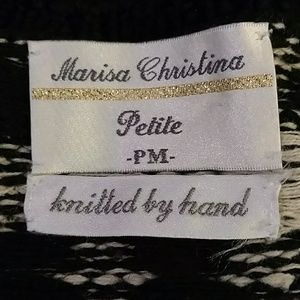 Marisa Christina
Petite
-PM-
knitted by hand